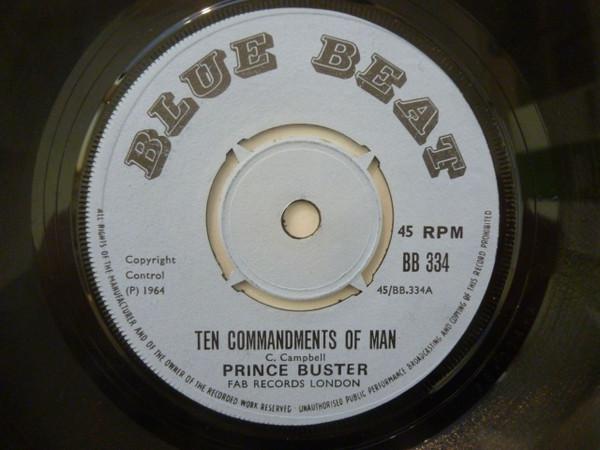 BLUE BEAT
45 RPM
BB 334
45/BB.334A
Copyright
Control
(P) 1964
TEN COMMANDMENTS OF MAN
C. Campbell
PRINCE BUSTER
FAB RECORDS LONDON
ALL RIGHTS OF THE MANUFACTURER AND OF THE OWNER OF THE RECORDED WORK RESERVED · UNAUTHORISED PUBLIC PERFORMANCE BROADCASTING AND COPYING OF THIS RECORD PROHIBITED